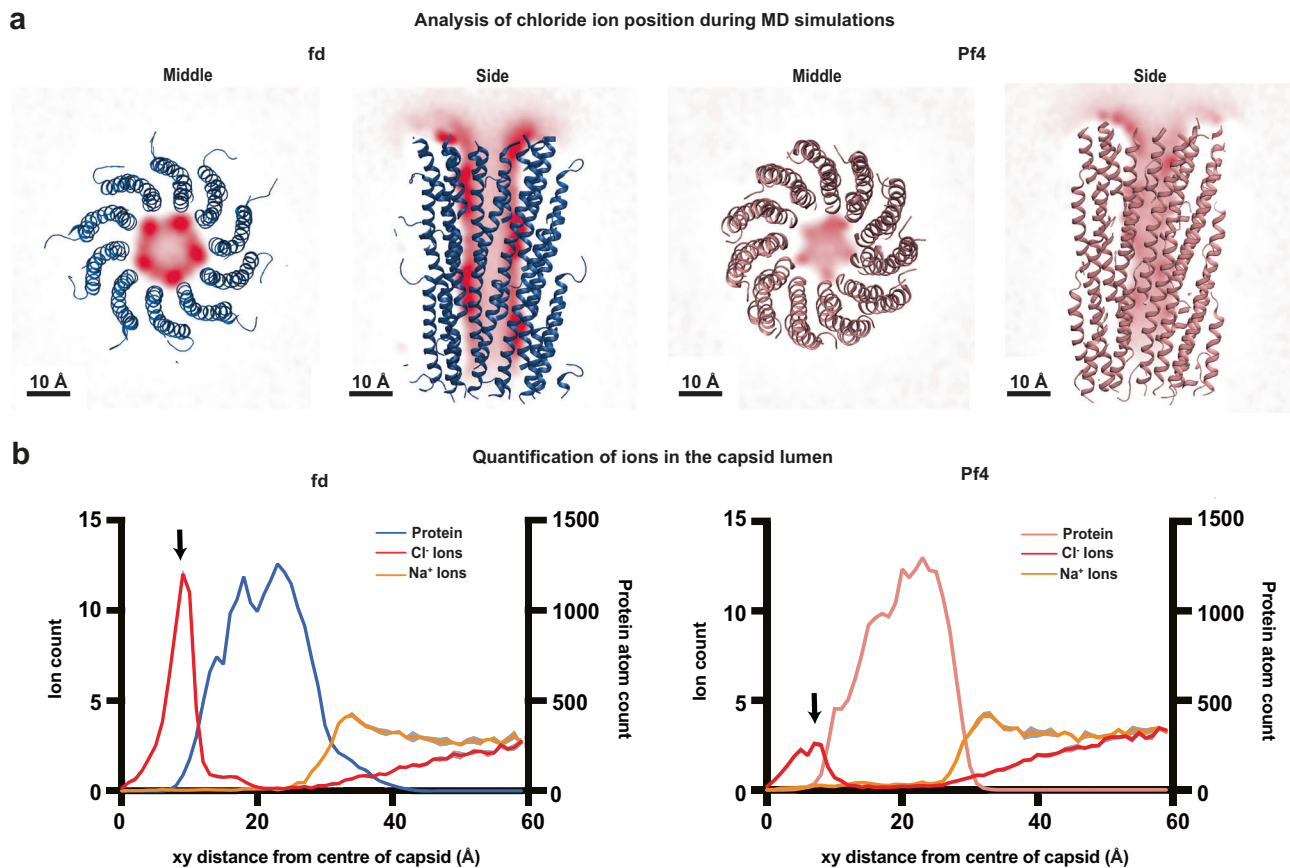 a
Analysis of chloride ion position during MD simulations
fd
Pf4
Middle
Side
Middle
Side
10 Å
10 Å
10 Å
10 Å
b
Quantification of ions in the capsid lumen
fd
Pf4
15
10
5
0
Ion count
Protein
Cl⁻ Ions
Na⁺ Ions
1500
1000
500
0
Protein atom count
0
20
40
60
xy distance from centre of capsid (Å)
15
10
5
0
Ion count
Protein
Cl⁻ Ions
Na⁺ Ions
1500
1000
500
0
Protein atom count
0
20
40
60
xy distance from centre of capsid (Å)